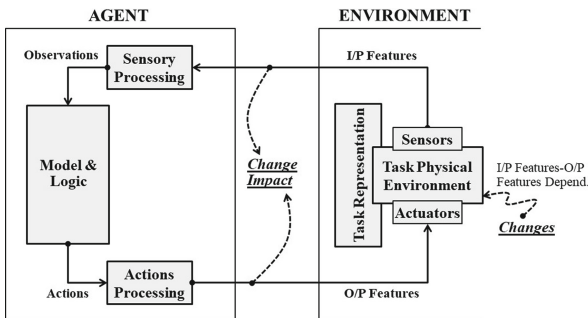 AGENT
ENVIRONMENT
Observations
Sensory
Processing
I/P Features
Model &
Logic
Change
Impact
Task Representation
Sensors
Task Physical
Environment
Actuators
I/P Features-O/P
Features Depend.
Changes
Actions
Actions
Processing
O/P Features